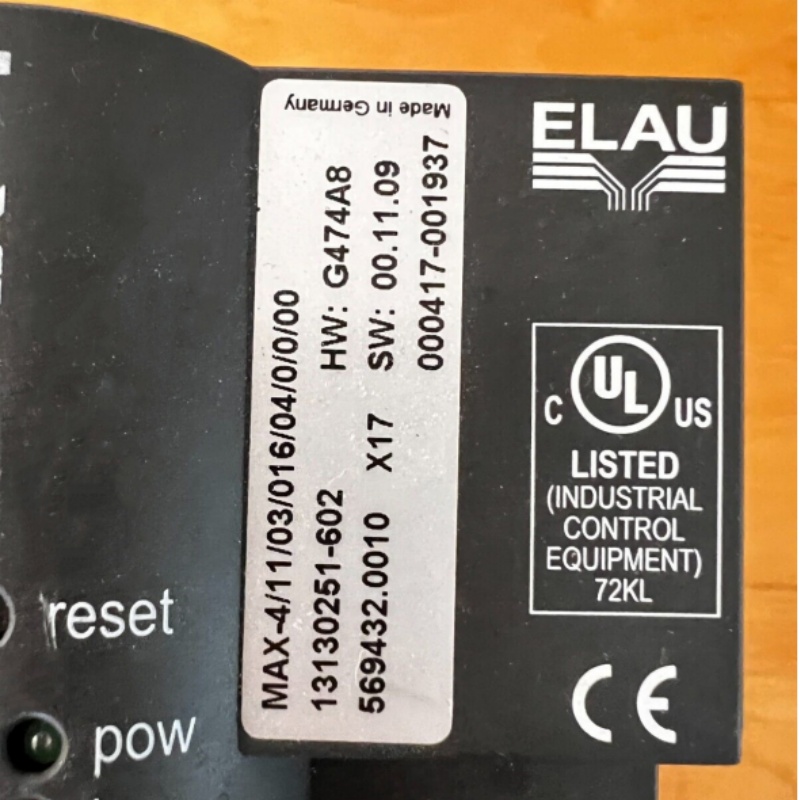 MAX-4/11/03/016/04/0/0/00
13130251-602 HW: G474A8
569432.0010 X17 SW: 00.11.09
000417-001937
Made in Germany
ELAU
C UL US
LISTED
(INDUSTRIAL
CONTROL
EQUIPMENT)
72KL
CE
reset
pow